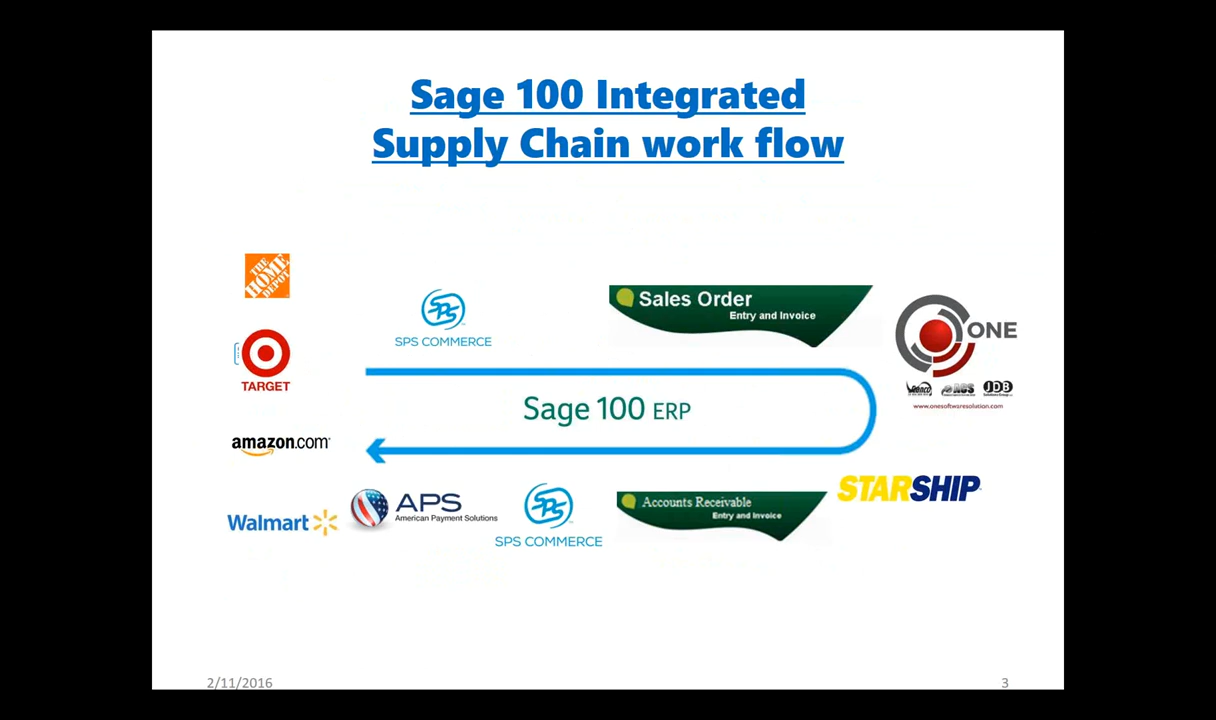 Sage 100 Integrated
Supply Chain work flow
THE
HOME
DEPOT
SPS
SPS COMMERCE
Sales Order
Entry and Invoice
ONE
TARGET
JDB
www.onesoftwaresolution.com
Sage 100 ERP
amazon.com
STARSHIP
APS
American Payment Solutions
SPS
SPS COMMERCE
Accounts Receivable
Entry and Invoice
Walmart
2/11/2016
3